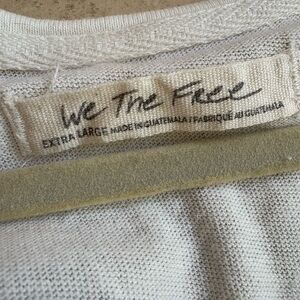 We The Free
EXTRA LARGE MADE IN GUATEMALA / FABRIQUÉ AU GUATEMALA